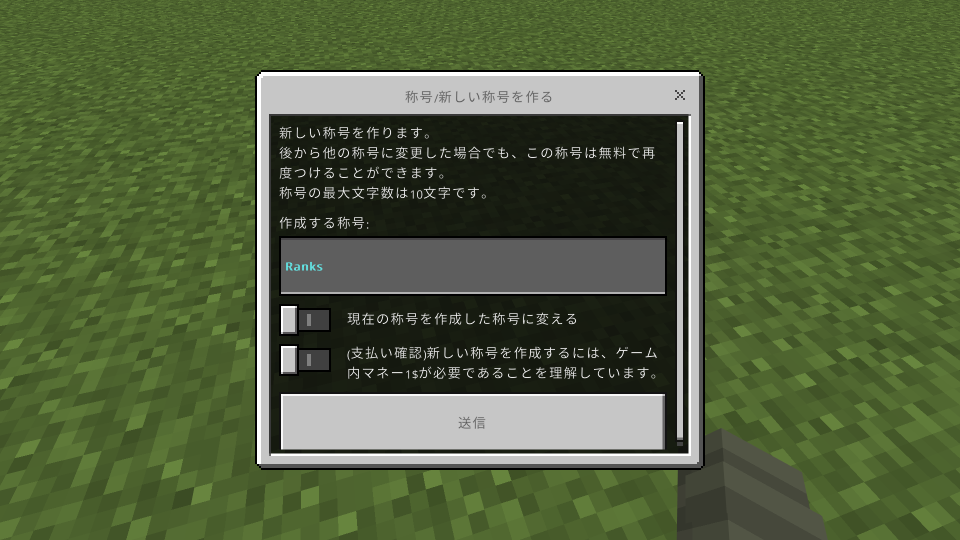 称号/新しい称号を作る
新しい称号を作ります。
後から他の称号に変更した場合でも、この称号は無料で再
度つけることができます。
称号の最大文字数は10文字です。
作成する称号:
Ranks
現在の称号を作成した称号に変える
(支払い確認)新しい称号を作成するには、ゲーム
内マネー1$が必要であることを理解しています。
送信